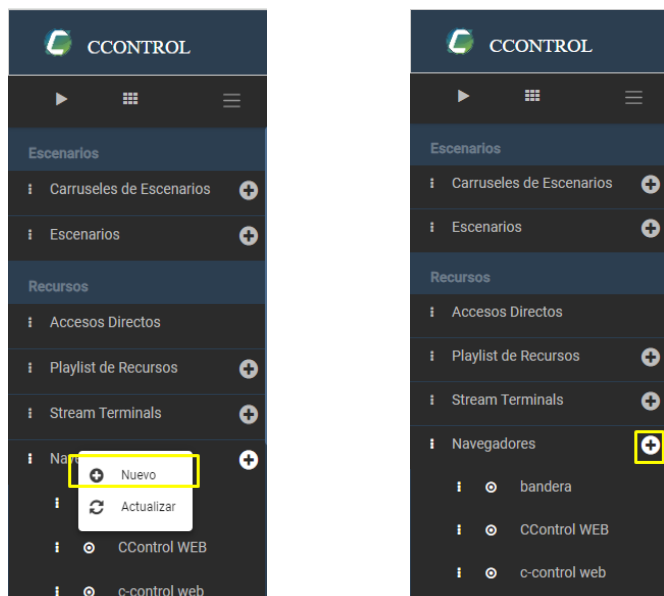 CCONTROL
Escenarios
Carruseles de Escenarios
Escenarios
Recursos
Accesos Directos
Playlist de Recursos
Stream Terminals
Nuevo
Actualizar
CControl WEB
c-control web
CCONTROL
Escenarios
Carruseles de Escenarios
Escenarios
Recursos
Accesos Directos
Playlist de Recursos
Stream Terminals
Navegadores
bandera
CControl WEB
c-control web